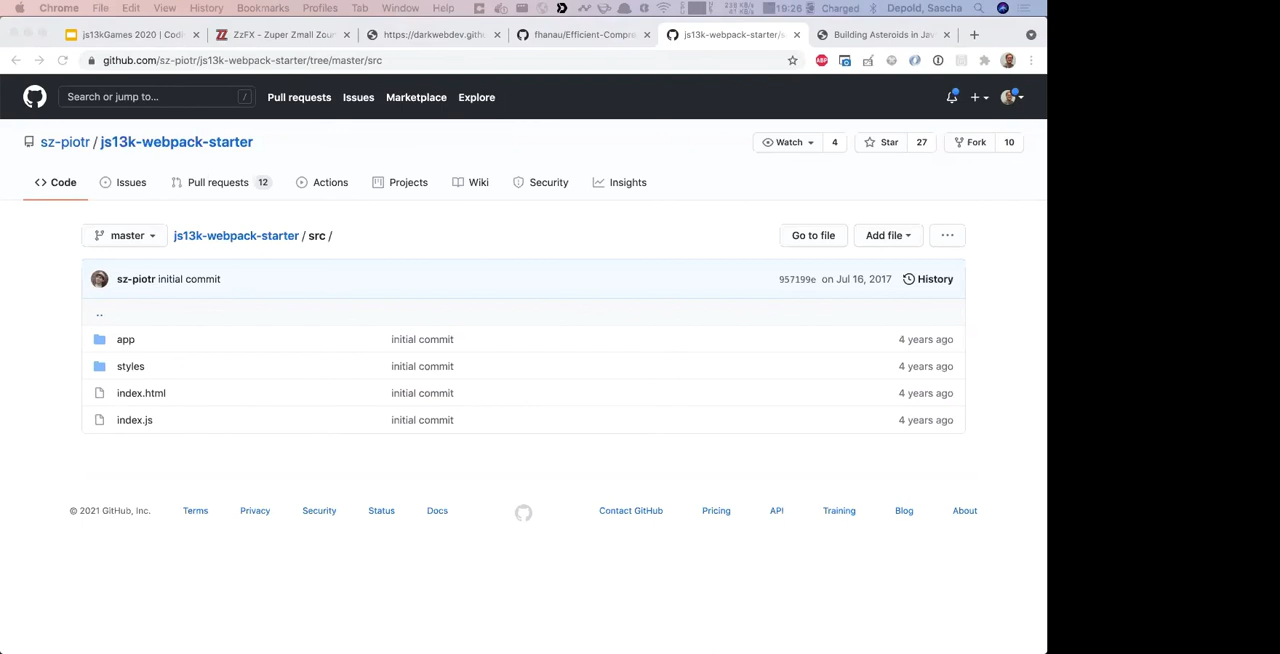 Chrome File Edit View History Bookmarks Profiles Tab Window Help 19:26 Charged Depold, Sascha
js13kGames 2020 | Codi ZzFX - Zuper Zmall Zour https://darkwebdev.gith fhanau/Efficient-Compre js13k-webpack-starter/s Building Asteroids in Jav
github.com/sz-piotr/js13k-webpack-starter/tree/master/src ABP
Search or jump to... / Pull requests Issues Marketplace Explore
sz-piotr / js13k-webpack-starter Watch 4 Star 27 Fork 10
Code Issues Pull requests 12 Actions Projects Wiki Security Insights
master js13k-webpack-starter / src / Go to file Add file ...
sz-piotr initial commit 957199e on Jul 16, 2017 History
..
app initial commit 4 years ago
styles initial commit 4 years ago
index.html initial commit 4 years ago
index.js initial commit 4 years ago
© 2021 GitHub, Inc. Terms Privacy Security Status Docs Contact GitHub Pricing API Training Blog About